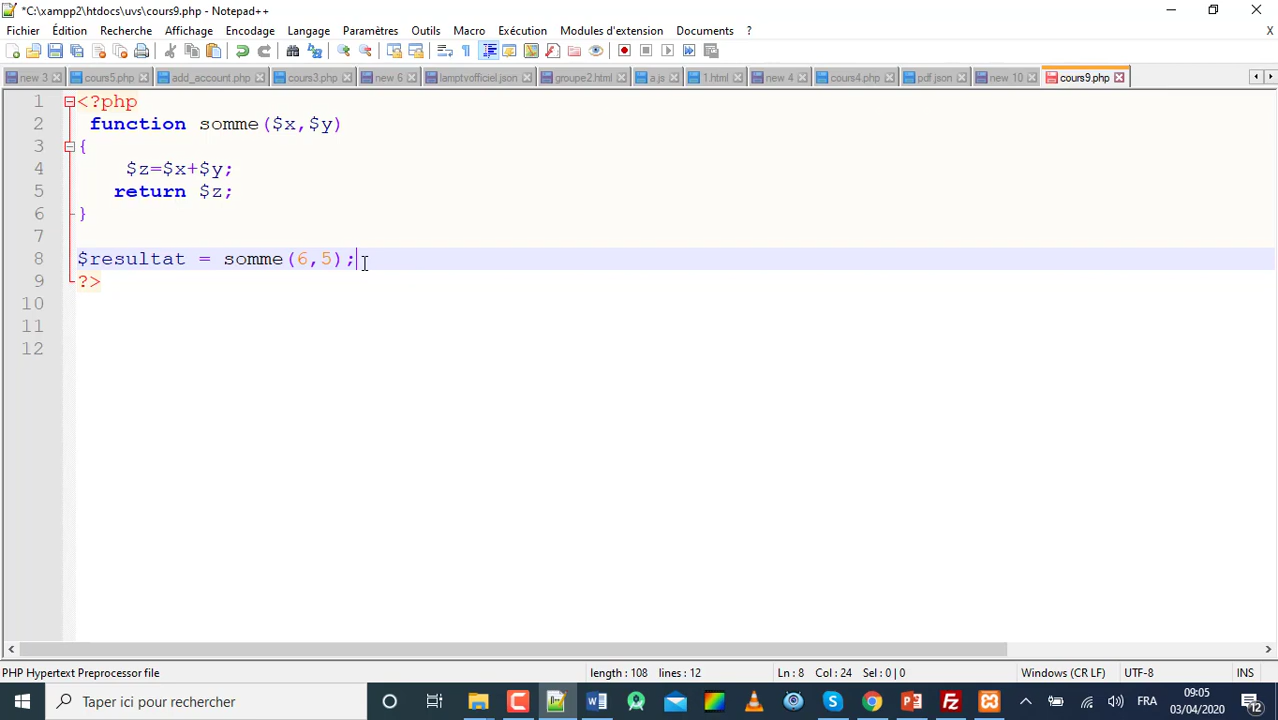 *C:\xampp2\htdocs\uvs\cours9.php - Notepad++
Fichier Édition Recherche Affichage Encodage Langage Paramètres Outils Macro Exécution Modules d'extension Documents ? X
new 3 cours5.php add_account.php cours3.php new 6 lamptvofficiel.json groupe2.html a.js 1.html new 4 cours4.php pdf.json new 10 cours9.php
1 <?php
2 function somme($x,$y)
3 {
4 $z=$x+$y;
5 return $z;
6 }
7
8 $resultat = somme(6,5);
9 ?>
10
11
12
PHP Hypertext Preprocessor file length : 108 lines : 12 Ln : 8 Col : 24 Sel : 0 | 0 Windows (CR LF) UTF-8 INS
Taper ici pour rechercher FRA 09:05
03/04/2020 12